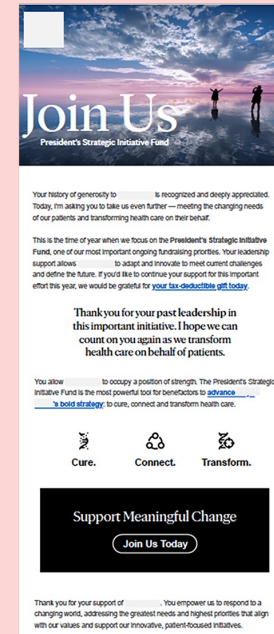 Join Us
President's Strategic Initiative Fund
Your history of generosity to is recognized and deeply appreciated.
Today, I'm asking you to take us even further — meeting the changing needs
of our patients and transforming health care on their behalf.
This is the time of year when we focus on the President's Strategic Initiative
Fund, one of our most important ongoing fundraising priorities. Your leadership
support allows to adapt and innovate to meet current challenges
and define the future. If you'd like to continue your support for this important
effort this year, we would be grateful for your tax-deductible gift today.
Thank you for your past leadership in
this important initiative. I hope we can
count on you again as we transform
health care on behalf of patients.
You allow to occupy a position of strength. The President's Strategic
Initiative Fund is the most powerful tool for benefactors to advance
's bold strategy: to cure, connect and transform health care.
Cure. Connect. Transform.
Support Meaningful Change
Join Us Today
Thank you for your support of . You empower us to respond to a
changing world, addressing the greatest needs and highest priorities that align
with our values and support our innovative, patient-focused initiatives.